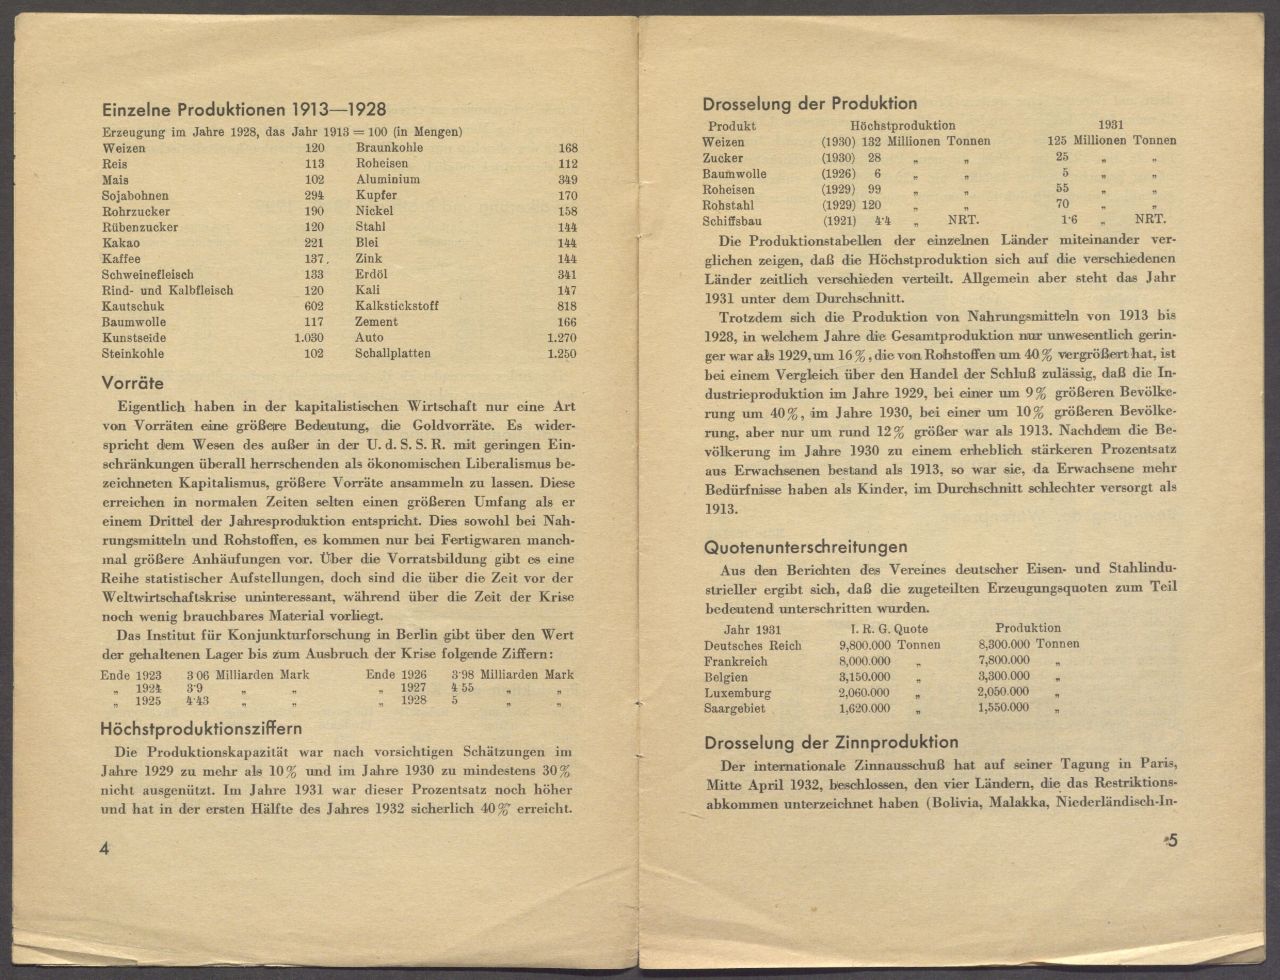 Einzelne Produktionen 1913—1928
Erzeugung im Jahre 1928, das Jahr 1913 = 100 (in Mengen)
Weizen 120 Braunkohle 168
Reis 113 Roheisen 112
Mais 102 Aluminium 349
Sojabohnen 294 Kupfer 170
Rohrzucker 190 Nickel 158
Rübenzucker 120 Stahl 144
Kakao 221 Blei 144
Kaffee 137 Zink 144
Schweinefleisch 133 Erdöl 341
Rind- und Kalbfleisch 120 Kali 147
Kautschuk 602 Kalkstickstoff 818
Baumwolle 117 Zement 166
Kunstseide 1.030 Auto 1.270
Steinkohle 102 Schallplatten 1.250
Vorräte
Eigentlich haben in der kapitalistischen Wirtschaft nur eine Art
von Vorräten eine größere Bedeutung, die Goldvorräte. Es wider-
spricht dem Wesen des außer in der U. d. S. S. R. mit geringen Ein-
schränkungen überall herrschenden als ökonomischen Liberalismus be-
zeichneten Kapitalismus, größere Vorräte ansammeln zu lassen. Diese
erreichen in normalen Zeiten selten einen größeren Umfang als er
einem Drittel der Jahresproduktion entspricht. Dies sowohl bei Nah-
rungsmitteln und Rohstoffen, es kommen nur bei Fertigwaren manch-
mal größere Anhäufungen vor. Über die Vorratsbildung gibt es eine
Reihe statistischer Aufstellungen, doch sind die über die Zeit vor der
Weltwirtschaftskrise uninteressant, während über die Zeit der Krise
noch wenig brauchbares Material vorliegt.
Das Institut für Konjunkturforschung in Berlin gibt über den Wert
der gehaltenen Lager bis zum Ausbruch der Krise folgende Ziffern:
Ende 1923 3·06 Milliarden Mark Ende 1926 3·98 Milliarden Mark
„ 1924 3·9 „ „ „ 1927 4·55 „ „
„ 1925 4·43 „ „ „ 1928 5 „ „
Höchstproduktionsziffern
Die Produktionskapazität war nach vorsichtigen Schätzungen im
Jahre 1929 zu mehr als 10% und im Jahre 1930 zu mindestens 30%
nicht ausgenützt. Im Jahre 1931 war dieser Prozentsatz noch höher
und hat in der ersten Hälfte des Jahres 1932 sicherlich 40% erreicht.
4
Drosselung der Produktion
Produkt Höchstproduktion 1931
Weizen (1930) 132 Millionen Tonnen 125 Millionen Tonnen
Zucker (1930) 28 „ „ 25 „ „
Baumwolle (1926) 6 „ „ 5 „ „
Roheisen (1929) 99 „ „ 55 „ „
Rohstahl (1929) 120 „ „ 70 „ „
Schiffsbau (1921) 4·4 „ NRT. 1·6 „ NRT.
Die Produktionstabellen der einzelnen Länder miteinander ver-
glichen zeigen, daß die Höchstproduktion sich auf die verschiedenen
Länder zeitlich verschieden verteilt. Allgemein aber steht das Jahr
1931 unter dem Durchschnitt.
Trotzdem sich die Produktion von Nahrungsmitteln von 1913 bis
1928, in welchem Jahre die Gesamtproduktion nur unwesentlich gerin-
ger war als 1929, um 16%, die von Rohstoffen um 40% vergrößert hat, ist
bei einem Vergleich über den Handel der Schluß zulässig, daß die In-
dustrieproduktion im Jahre 1929, bei einer um 9% größeren Bevölke-
rung um 40%, im Jahre 1930, bei einer um 10% größeren Bevölke-
rung, aber nur um rund 12% größer war als 1913. Nachdem die Be-
völkerung im Jahre 1930 zu einem erheblich stärkeren Prozentsatz
aus Erwachsenen bestand als 1913, so war sie, da Erwachsene mehr
Bedürfnisse haben als Kinder, im Durchschnitt schlechter versorgt als
1913.
Quotenunterschreitungen
Aus den Berichten des Vereines deutscher Eisen- und Stahlindu-
strieller ergibt sich, daß die zugeteilten Erzeugungsquoten zum Teil
bedeutend unterschritten wurden.
Jahr 1931 I. R. G. Quote Produktion
Deutsches Reich 9,800.000 Tonnen 8,300.000 Tonnen
Frankreich 8,000.000 „ 7,800.000 „
Belgien 3,150.000 „ 3,300.000 „
Luxemburg 2,060.000 „ 2,050.000 „
Saargebiet 1,620.000 „ 1,550.000 „
Drosselung der Zinnproduktion
Der internationale Zinnausschuß hat auf seiner Tagung in Paris,
Mitte April 1932, beschlossen, den vier Ländern, die das Restriktions-
abkommen unterzeichnet haben (Bolivia, Malakka, Niederländisch-In-
5